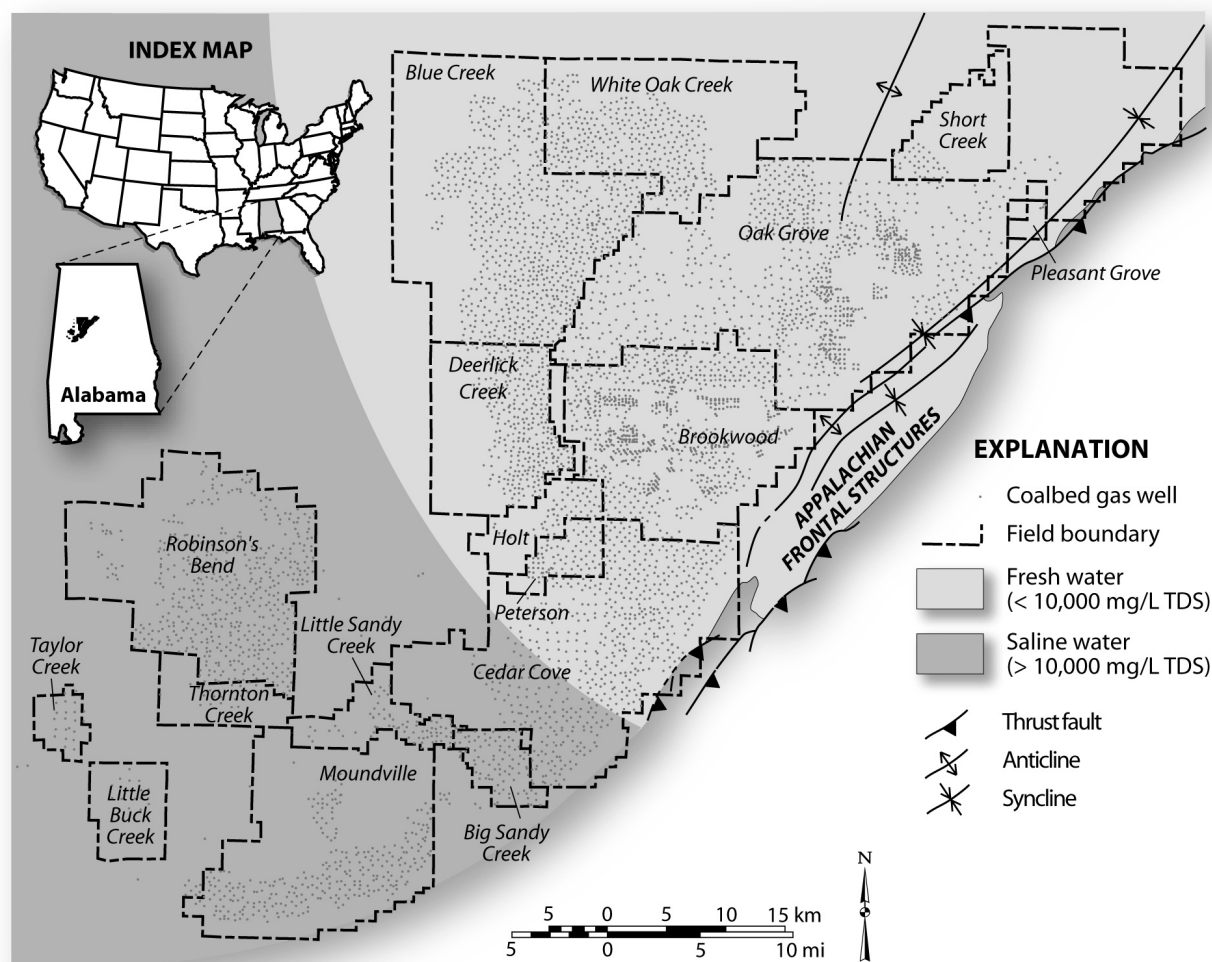 INDEX MAP
Alabama
Blue Creek
White Oak Creek
Short
Creek
Oak Grove
Pleasant Grove
Deerlick
Creek
Brookwood
APPALACHIAN
FRONTAL STRUCTURES
Holt
Peterson
Robinson's
Bend
Little Sandy
Creek
Cedar Cove
Taylor
Creek
Thornton
Creek
Moundville
Little
Buck
Creek
Big Sandy
Creek
EXPLANATION
Coalbed gas well
Field boundary
Fresh water
(< 10,000 mg/L TDS)
Saline water
(> 10,000 mg/L TDS)
Thrust fault
Anticline
Syncline
N
5 0 5 10 15 km
5 0 5 10 mi